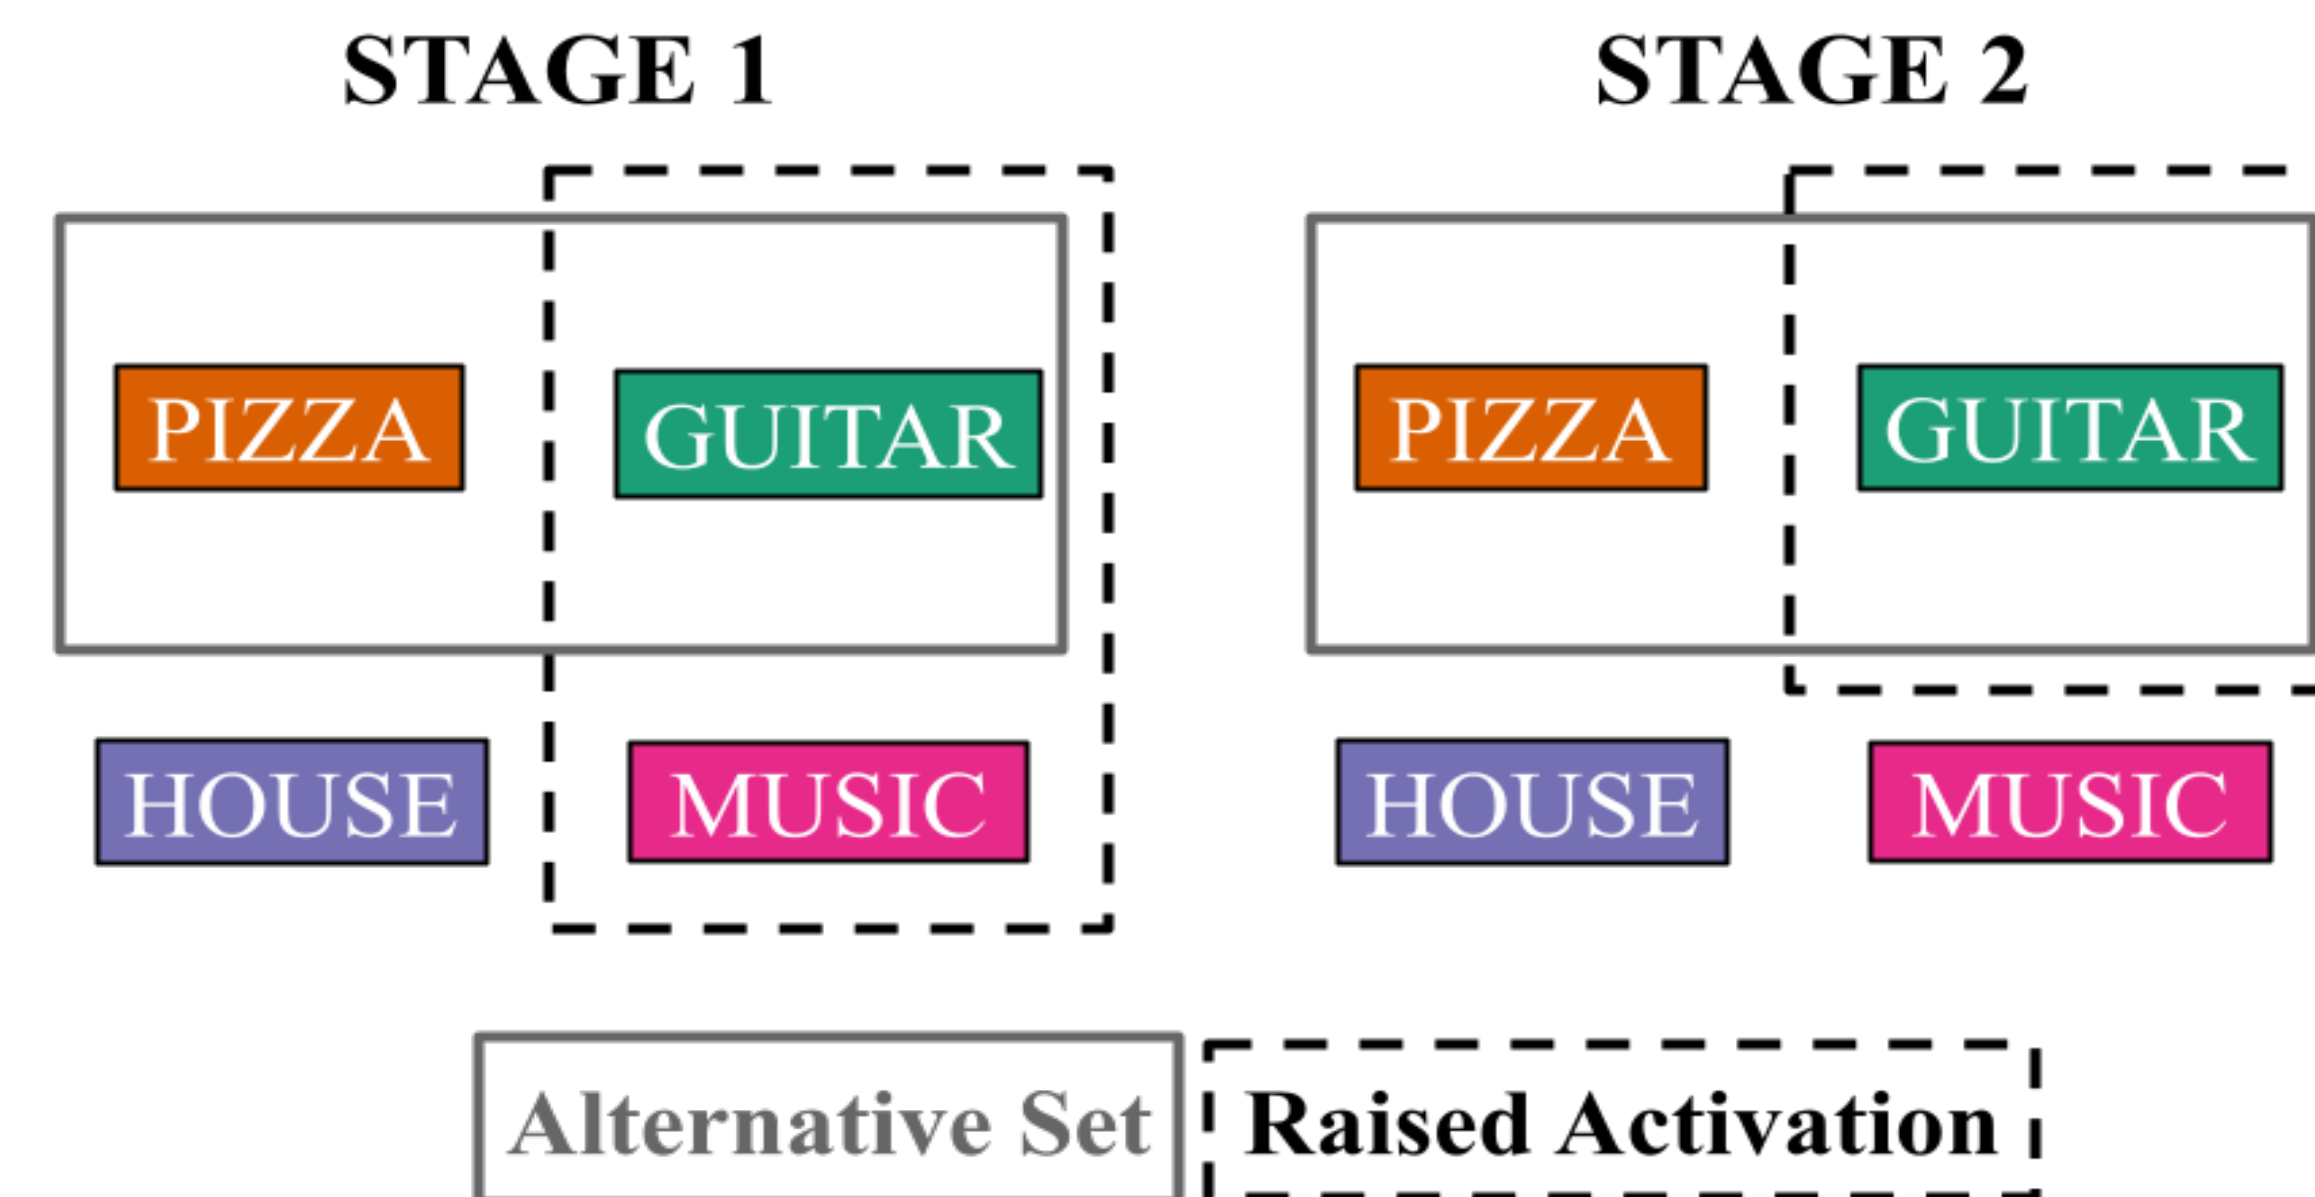 STAGE 1
PIZZA
GUITAR
HOUSE
MUSIC
STAGE 2
PIZZA
GUITAR
HOUSE
MUSIC
Alternative Set
Raised Activation